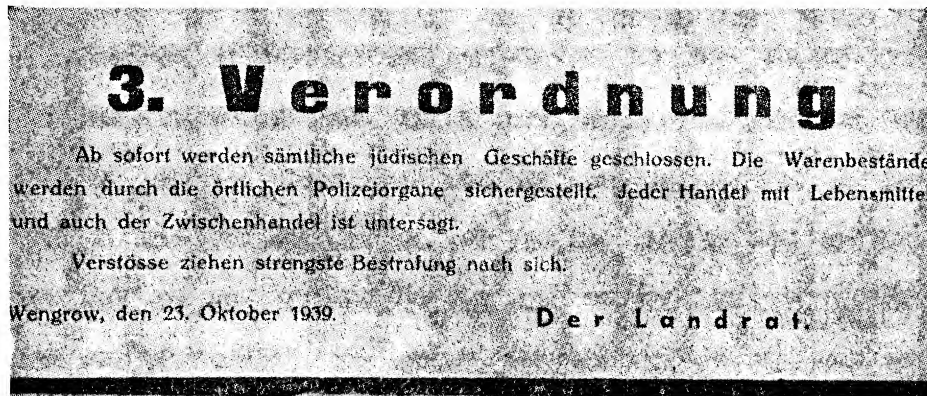 3. Verordnung
Ab sofort werden sämtliche jüdischen Geschäfte geschlossen. Die Warenbestände
werden durch die örtlichen Polizeiorgane sichergestellt. Jeder Handel mit Lebensmittel
und auch der Zwischenhandel ist untersagt.
Verstösse ziehen strengste Bestrafung nach sich.
Wengrow, den 23. Oktober 1939. Der Landrat.